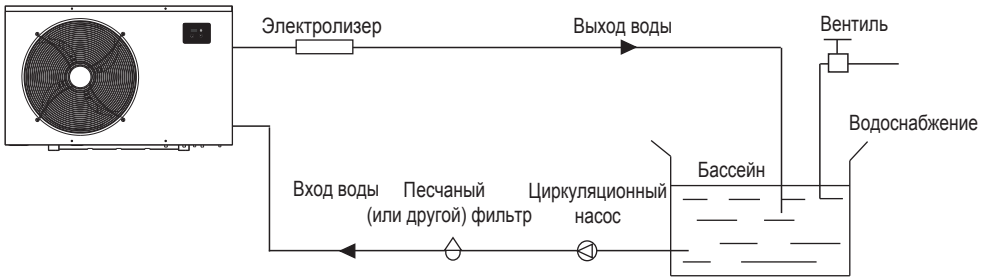 Электролизер
Выход воды
Вентиль
Водоснабжение
Бассейн
Вход воды
Песчаный
(или другой) фильтр
Циркуляционный
насос